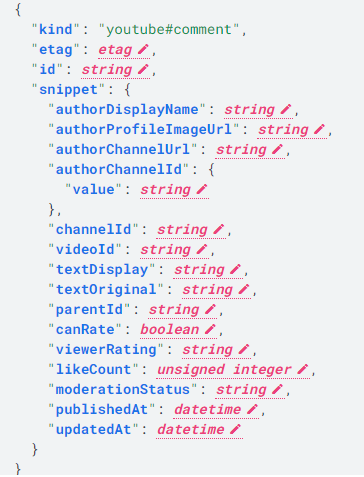 {
"kind": "youtube#comment",
"etag": etag,
"id": string,
"snippet": {
"authorDisplayName": string,
"authorProfileImageUrl": string,
"authorChannelUrl": string,
"authorChannelId": {
"value": string
},
"channelId": string,
"videoId": string,
"textDisplay": string,
"textOriginal": string,
"parentId": string,
"canRate": boolean,
"viewerRating": string,
"likeCount": unsigned integer,
"moderationStatus": string,
"publishedAt": datetime,
"updatedAt": datetime
}
}